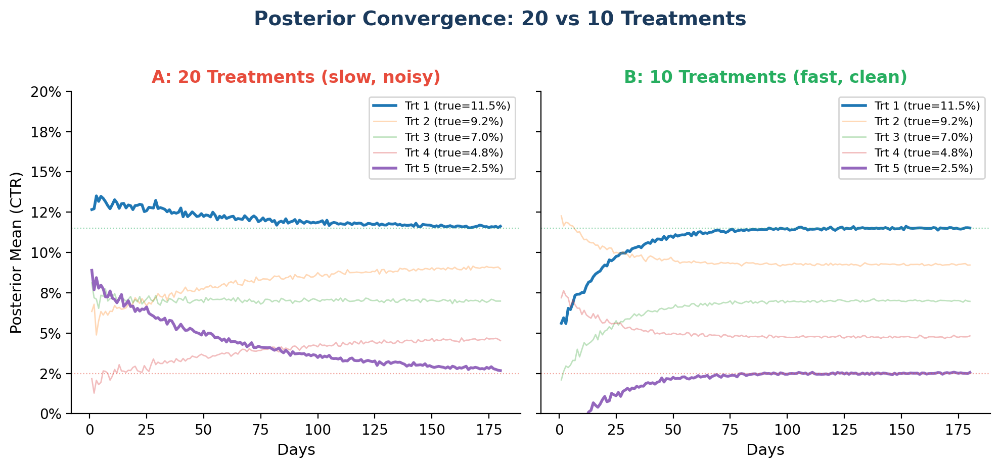 Posterior Convergence: 20 vs 10 Treatments
A: 20 Treatments (slow, noisy)
Posterior Mean (CTR)
20%
18%
15%
12%
10%
8%
5%
2%
0%
Trt 1 (true=11.5%)
Trt 2 (true=9.2%)
Trt 3 (true=7.0%)
Trt 4 (true=4.8%)
Trt 5 (true=2.5%)
0 25 50 75 100 125 150 175
Days
B: 10 Treatments (fast, clean)
Trt 1 (true=11.5%)
Trt 2 (true=9.2%)
Trt 3 (true=7.0%)
Trt 4 (true=4.8%)
Trt 5 (true=2.5%)
0 25 50 75 100 125 150 175
Days